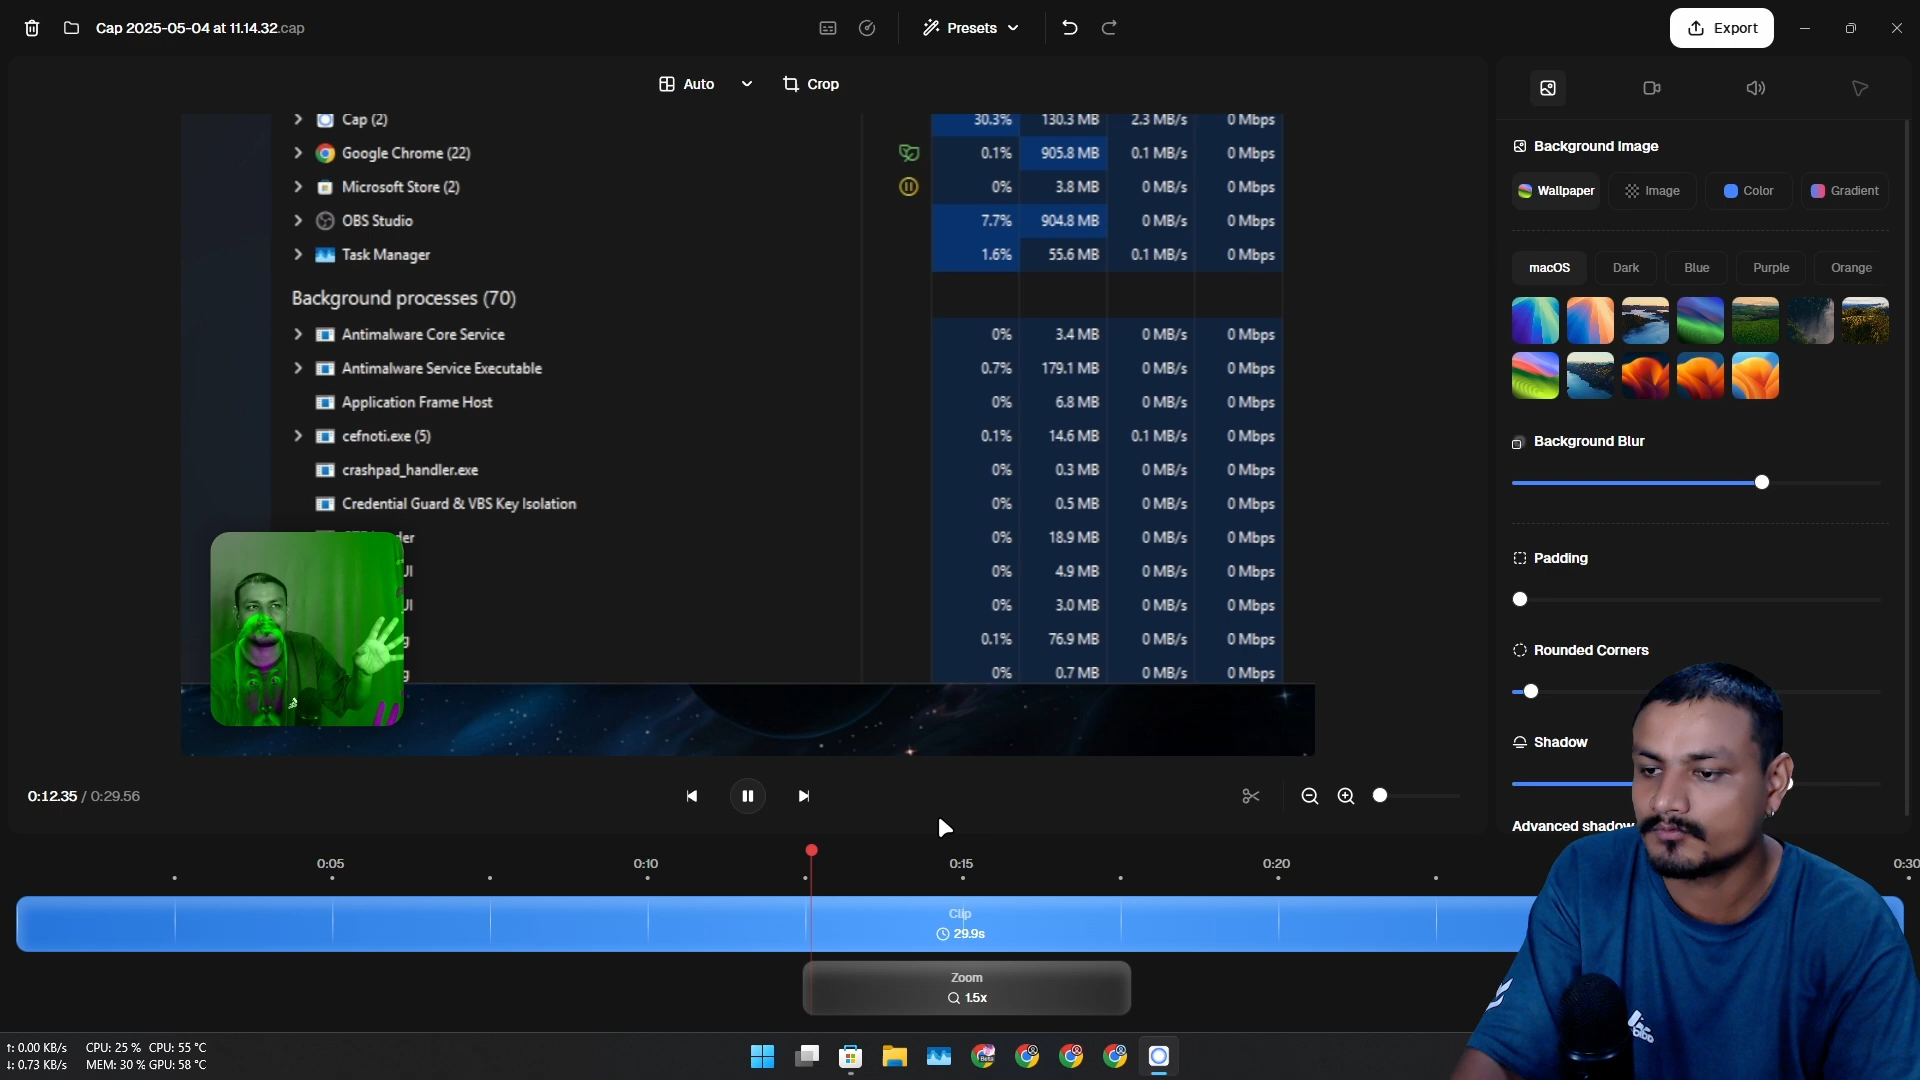 Cap 2025-05-04 at 11.14.32.cap
Presets
Export
Auto
Crop
Cap (2) 30.3% 130.3 MB 2.3 MB/s 0 Mbps
Google Chrome (22) 0.1% 905.8 MB 0.1 MB/s 0 Mbps
Microsoft Store (2) 0% 3.8 MB 0 MB/s 0 Mbps
OBS Studio 7.7% 904.8 MB 0 MB/s 0 Mbps
Task Manager 1.6% 55.6 MB 0.1 MB/s 0 Mbps
Background processes (70)
Antimalware Core Service 0% 3.4 MB 0 MB/s 0 Mbps
Antimalware Service Executable 0.7% 179.1 MB 0 MB/s 0 Mbps
Application Frame Host 0% 6.8 MB 0 MB/s 0 Mbps
cefnoti.exe (5) 0.1% 14.6 MB 0.1 MB/s 0 Mbps
crashpad_handler.exe 0% 0.3 MB 0 MB/s 0 Mbps
Credential Guard & VBS Key Isolation 0% 0.5 MB 0 MB/s 0 Mbps
0% 18.9 MB 0 MB/s 0 Mbps
0% 4.9 MB 0 MB/s 0 Mbps
0% 3.0 MB 0 MB/s 0 Mbps
0.1% 76.9 MB 0 MB/s 0 Mbps
0% 0.7 MB 0 MB/s 0 Mbps
Background Image
Wallpaper Image Color Gradient
macOS Dark Blue Purple Orange
Background Blur
Padding
Rounded Corners
Shadow
Advanced shadow
0:12.35 / 0:29.56
0:05 0:10 0:15 0:20 0:30
Clip
29.9s
Zoom
1.5x
↑: 0.00 KB/s CPU: 25 % CPU: 55 °C
↓: 0.73 KB/s MEM: 30 % GPU: 58 °C
Beta